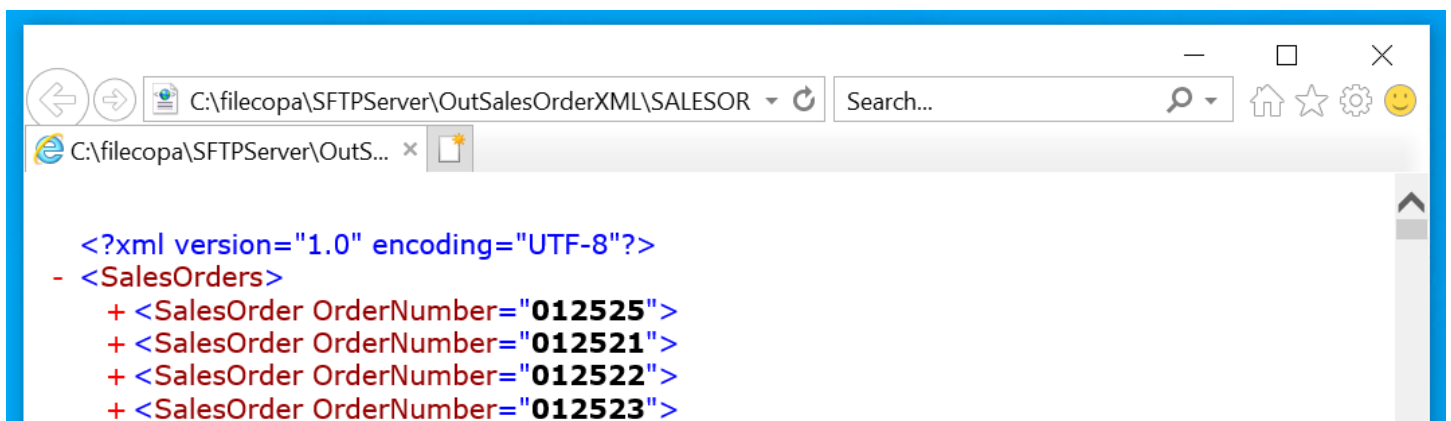 C:\filecopa\SFTPServer\OutSalesOrderXML\SALESOR Search...
C:\filecopa\SFTPServer\OutS...
<?xml version="1.0" encoding="UTF-8"?>
- <SalesOrders>
+ <SalesOrder OrderNumber="012525">
+ <SalesOrder OrderNumber="012521">
+ <SalesOrder OrderNumber="012522">
+ <SalesOrder OrderNumber="012523">